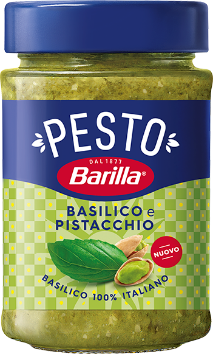 PESTO
DAL 1877
Barilla
BASILICO e
PISTACCHIO
NUOVO
BASILICO 100% ITALIANO